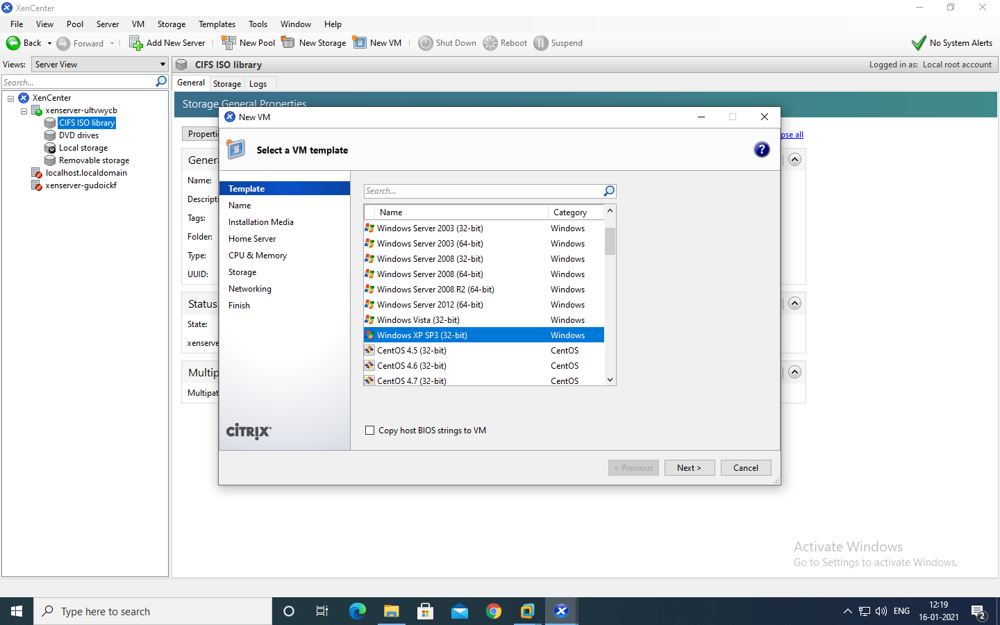 XenCenter
File View Pool Server VM Storage Templates Tools Window Help
Back Forward Add New Server New Pool New Storage New VM Shut Down Reboot Suspend No System Alerts
Views: Server View CIFS ISO library Logged in as: Local root account
Search...
General Storage Logs
XenCenter
xenserver-ultvwycb
CIFS ISO library
DVD drives
Local storage
Removable storage
localhost.localdomain
xenserver-gudoickf
Storage General Properties
Properti
pse all
Genera
Name:
Descripti
Tags:
Folder:
Type:
UUID:
Status
State:
xenserve
Multip
Multipat
New VM
Select a VM template
?
Template
Name
Installation Media
Home Server
CPU & Memory
Storage
Networking
Finish
CITRIX
Search...
Name Category
Windows Server 2003 (32-bit) Windows
Windows Server 2003 (64-bit) Windows
Windows Server 2008 (32-bit) Windows
Windows Server 2008 (64-bit) Windows
Windows Server 2008 R2 (64-bit) Windows
Windows Server 2012 (64-bit) Windows
Windows Vista (32-bit) Windows
Windows XP SP3 (32-bit) Windows
CentOS 4.5 (32-bit) CentOS
CentOS 4.6 (32-bit) CentOS
CentOS 4.7 (32-bit) CentOS
Copy host BIOS strings to VM
< Previous Next > Cancel
Activate Windows
Go to Settings to activate Windows.
Type here to search
ENG
12:19
16-01-2021
2